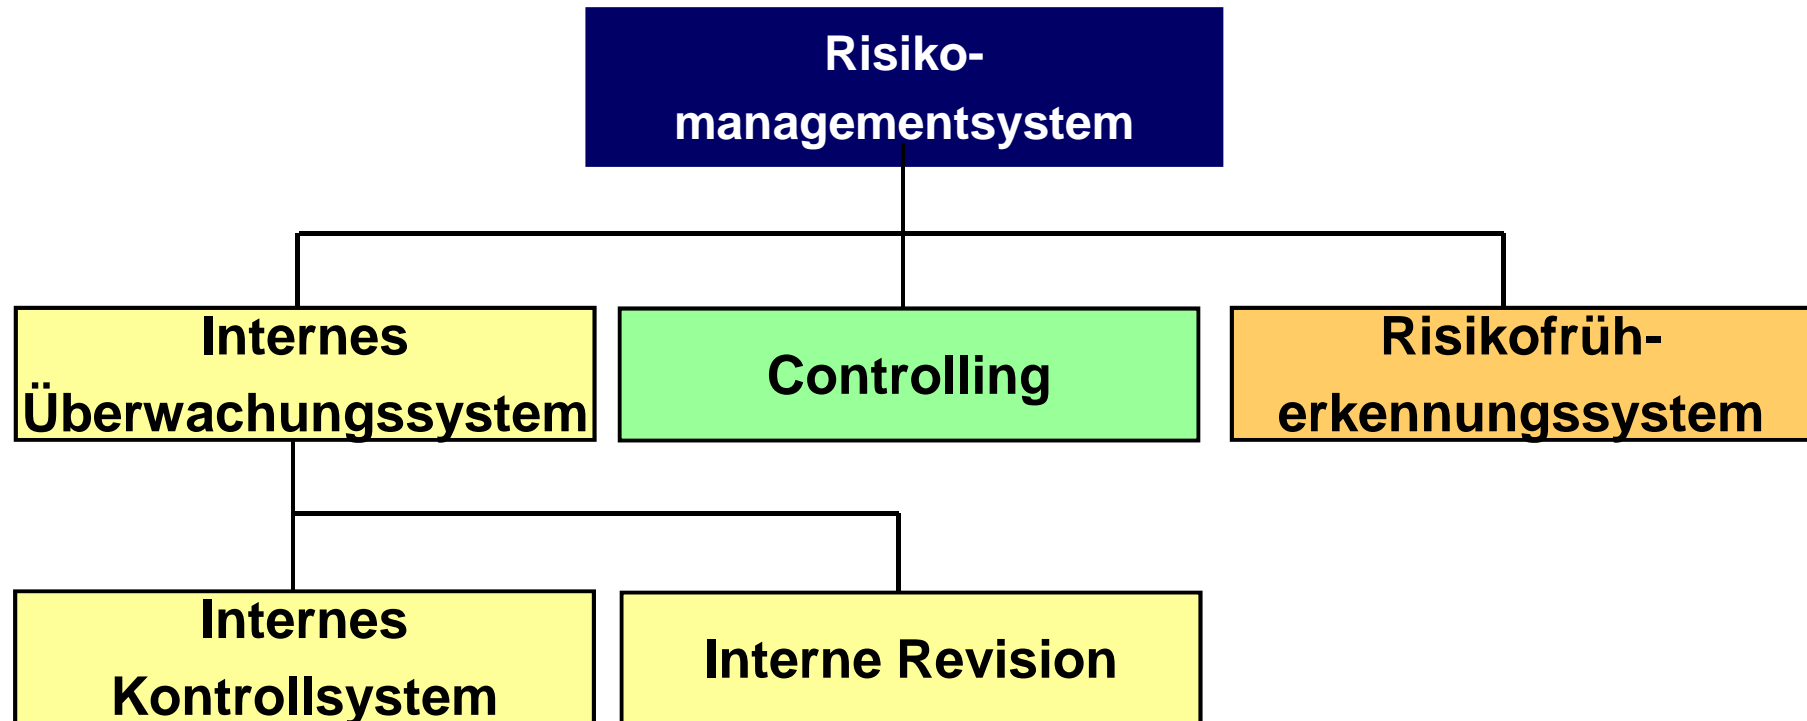 Risiko-
managementsystem
Internes
Überwachungssystem
Controlling
Risikofrüh-
erkennungssystem
Internes
Kontrollsystem
Interne Revision